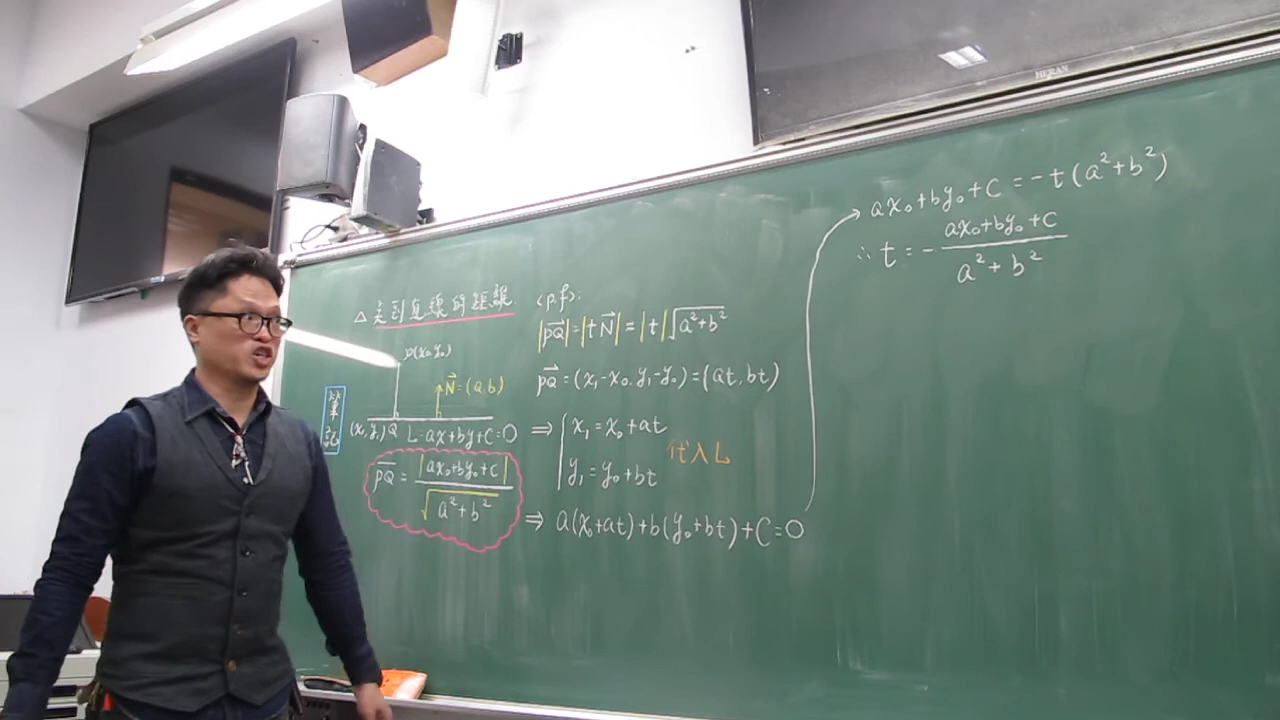 △點到直線的距離
P(x₀,y₀)
N⃗=(a,b)
筆記
(x₁,y₁)Q L=ax+by+c=0
P̅Q̅ = |ax₀+by₀+c| / √(a²+b²)
<p.f>.
|PQ⃗|=|tN⃗|=|t|√(a²+b²)
PQ⃗=(x₁-x₀,y₁-y₀)=(at,bt)
⇒ { x₁=x₀+at
y₁=y₀+bt
代入L
⇒ a(x₀+at)+b(y₀+bt)+c=0
ax₀+by₀+c=-t(a²+b²)
∴ t = - (ax₀+by₀+c) / (a²+b²)
HERAN